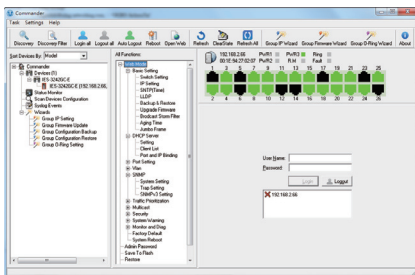 Commander
Task Settings Help
Discovery Discovery Filter Login all Logout all Auto Logout Reboot Open Web Refresh ClearState Refresh All Group IP Wizard Group Firmware Wizard Group O-Ring Wizard About
Sort Devices By: Model
Commander
Devices (1)
IES-3242GC-E
IES-3242GC-E (192.168.2.66,
Status Monitor
Scan Devices Configuration
Syslog Events
Wizards
Group IP Setting
Group Firmware Update
Group Configuration Backup
Group Configuration Restore
Group O-Ring Setting
All Functions:
Web Mode
Basic Setting
Switch Setting
IP Setting
SNTP(Time)
LLDP
Backup & Restore
Upgrade Firmware
Broadcast Storm Filter
Aging Time
Jumbo Frame
DHCP Server
Setting
Client List
Port and IP Binding
Port Setting
Vlan
SNMP
System Setting
Trap Setting
SNMPv3 Setting
Traffic Prioritization
Multicast
Security
System Warning
Monitor and Diag
Factory Default
System Reboot
Admin Password
Save To Flash
Restore
192.168.2.66 PWR1 PWR3 Ring
00:1E:94:27:02:07 PWR2 R.M Fault
1 3 5 7 9 11 13 15 17 19 21 23 25
2 4 6 8 10 12 14 16 18 20 22 24 26
User Name:
Password:
Login Logout
192.168.2.66